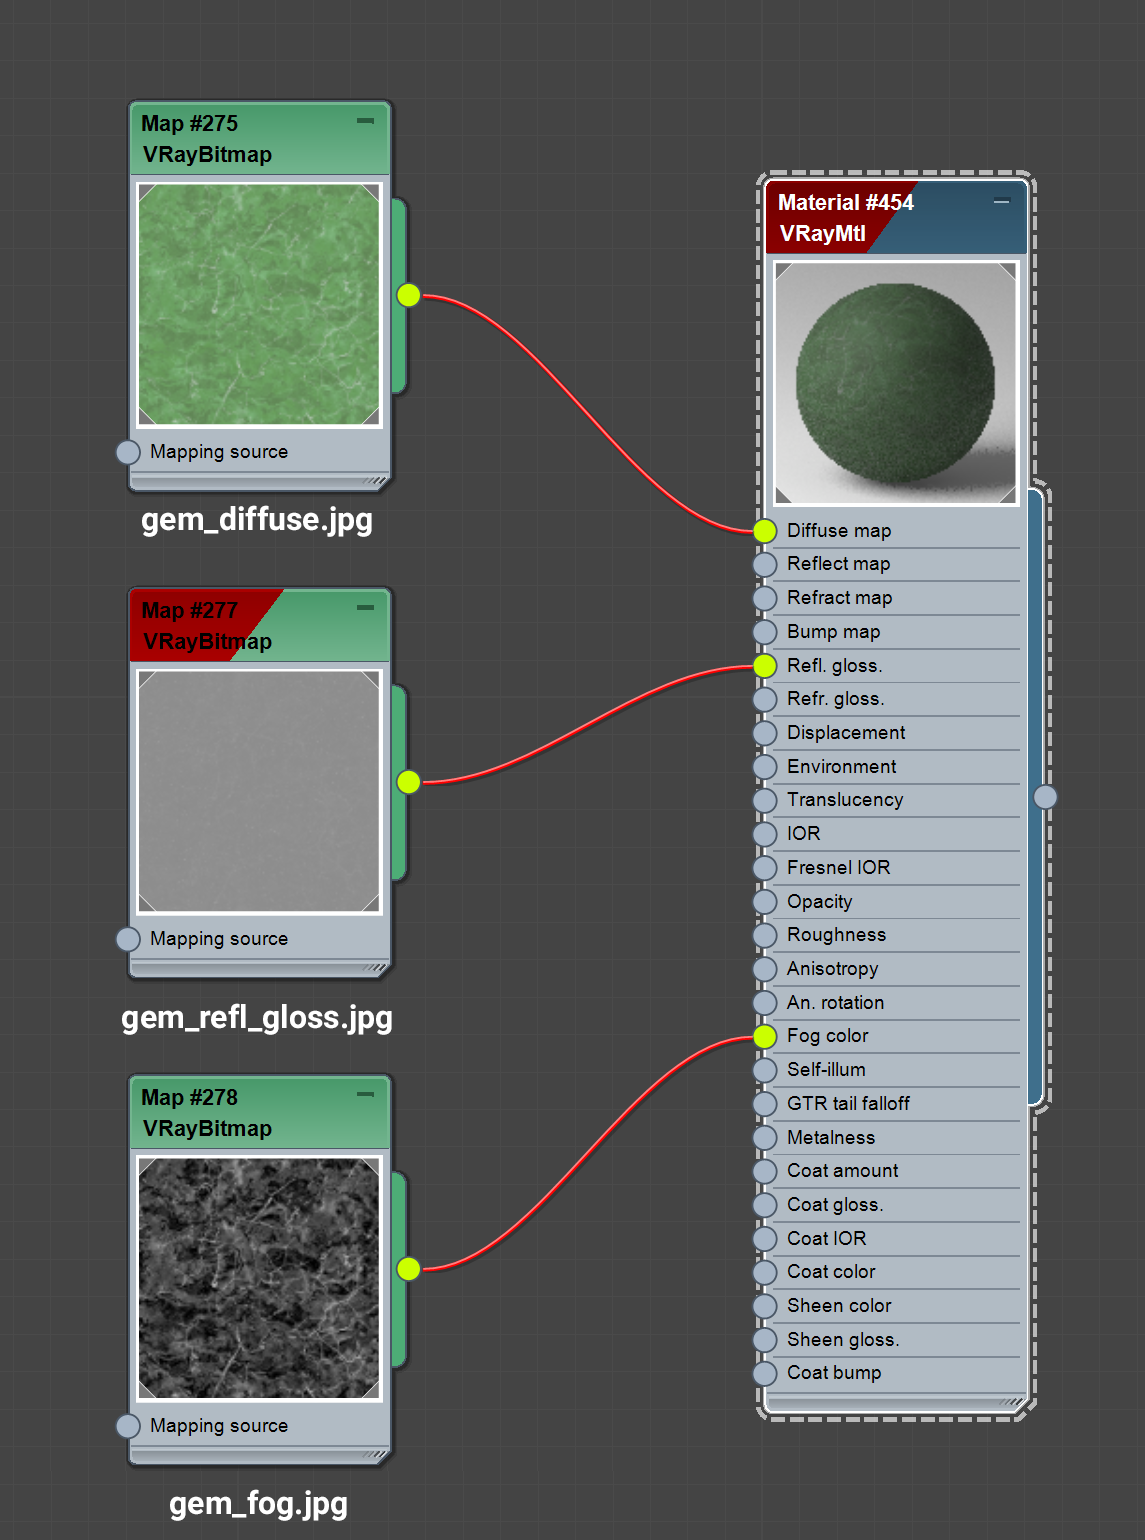 Map #275
VRayBitmap
Mapping source
gem_diffuse.jpg
Map #277
VRayBitmap
Mapping source
gem_refl_gloss.jpg
Map #278
VRayBitmap
Mapping source
gem_fog.jpg
Material #454
VRayMtl
Diffuse map
Reflect map
Refract map
Bump map
Refl. gloss.
Refr. gloss.
Displacement
Environment
Translucency
IOR
Fresnel IOR
Opacity
Roughness
Anisotropy
An. rotation
Fog color
Self-illum
GTR tail falloff
Metalness
Coat amount
Coat gloss.
Coat IOR
Coat color
Sheen color
Sheen gloss.
Coat bump